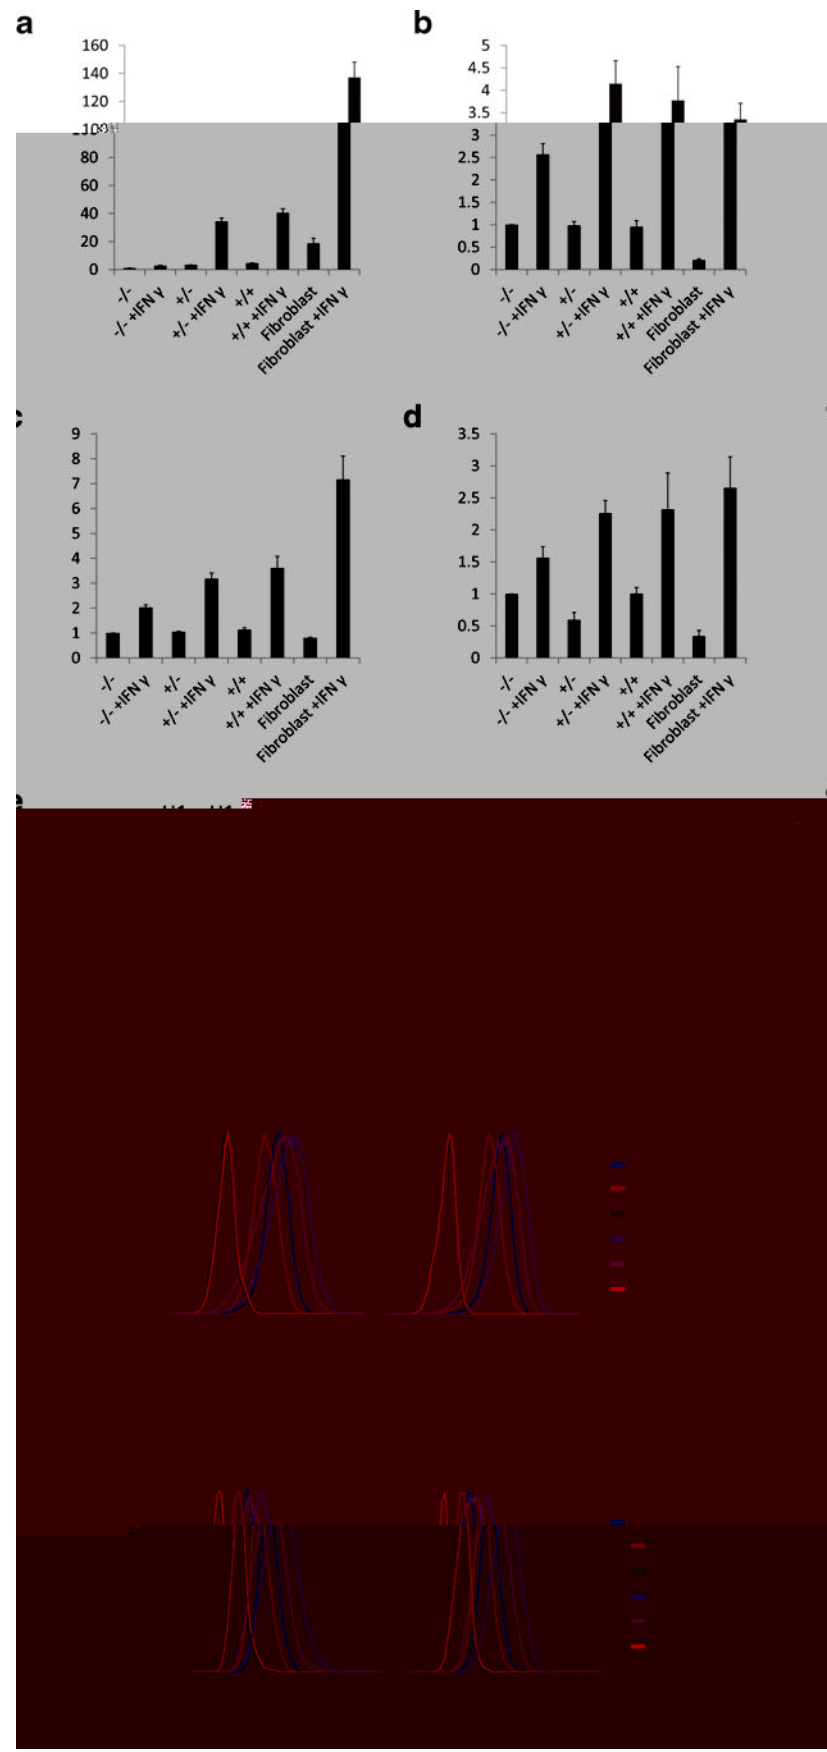 a
160
140
120
80
60
40
20
0
-/-
-/- +IFN γ
+/-
+/- +IFN γ
+/+
+/+ +IFN γ
Fibroblast
Fibroblast +IFN γ
b
5
4.5
4
3.5
3
2.5
2
1.5
1
0.5
0
-/-
-/- +IFN γ
+/-
+/- +IFN γ
+/+
+/+ +IFN γ
Fibroblast
Fibroblast +IFN γ
9
8
7
6
5
4
3
2
1
0
-/-
-/- +IFN γ
+/-
+/- +IFN γ
+/+
+/+ +IFN γ
Fibroblast
Fibroblast +IFN γ
d
3.5
3
2.5
2
1.5
1
0.5
0
-/-
-/- +IFN γ
+/-
+/- +IFN γ
+/+
+/+ +IFN γ
Fibroblast
Fibroblast +IFN γ